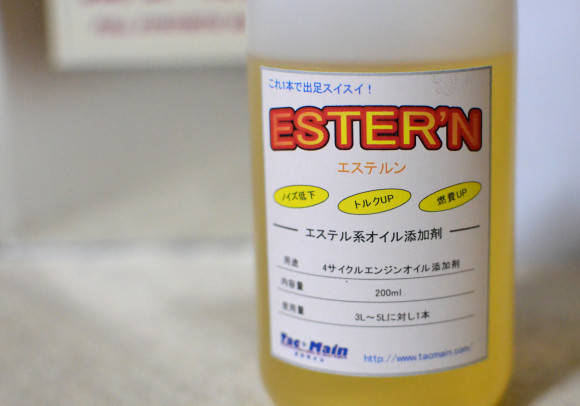 これ1本で出足スイスイ！
ESTER'N
エステルン
ノイズ低下 トルクUP 燃費UP
エステル系オイル添加剤
用途 4サイクルエンジンオイル添加剤
内容量 200ml
使用量 3L～5Lに対し1本
Tac・Main
http://www.tacmain.com/